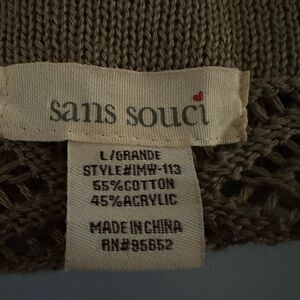 sans souci
L/GRANDE
STYLE#IMW-113
55%COTTON
45%ACRYLIC
MADE IN CHINA
RN#95652